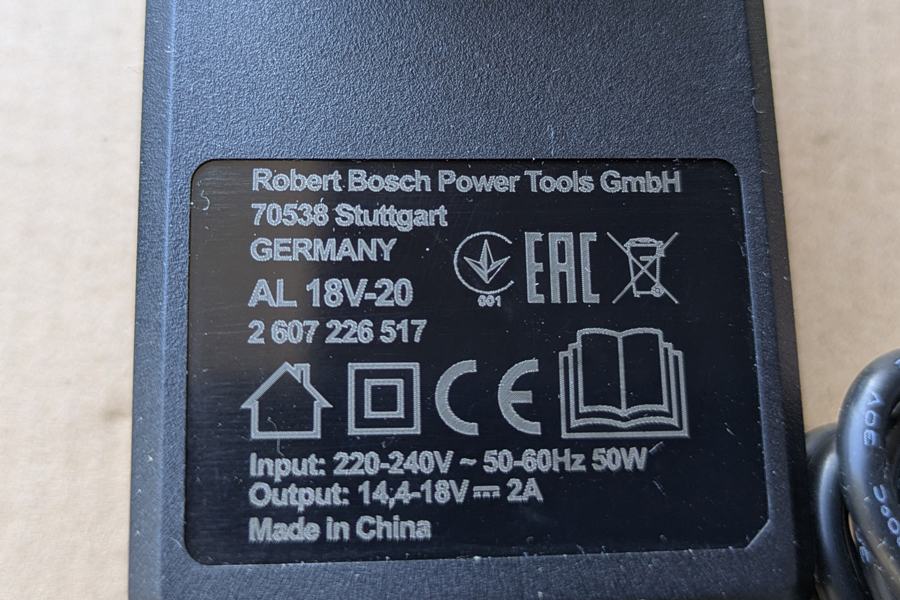 Robert Bosch Power Tools GmbH
70538 Stuttgart
GERMANY
001
EAC
AL 18V-20
2 607 226 517
CE
Input: 220-240V ~ 50-60Hz 50W
Output: 14,4-18V⎓ 2A
Made in China